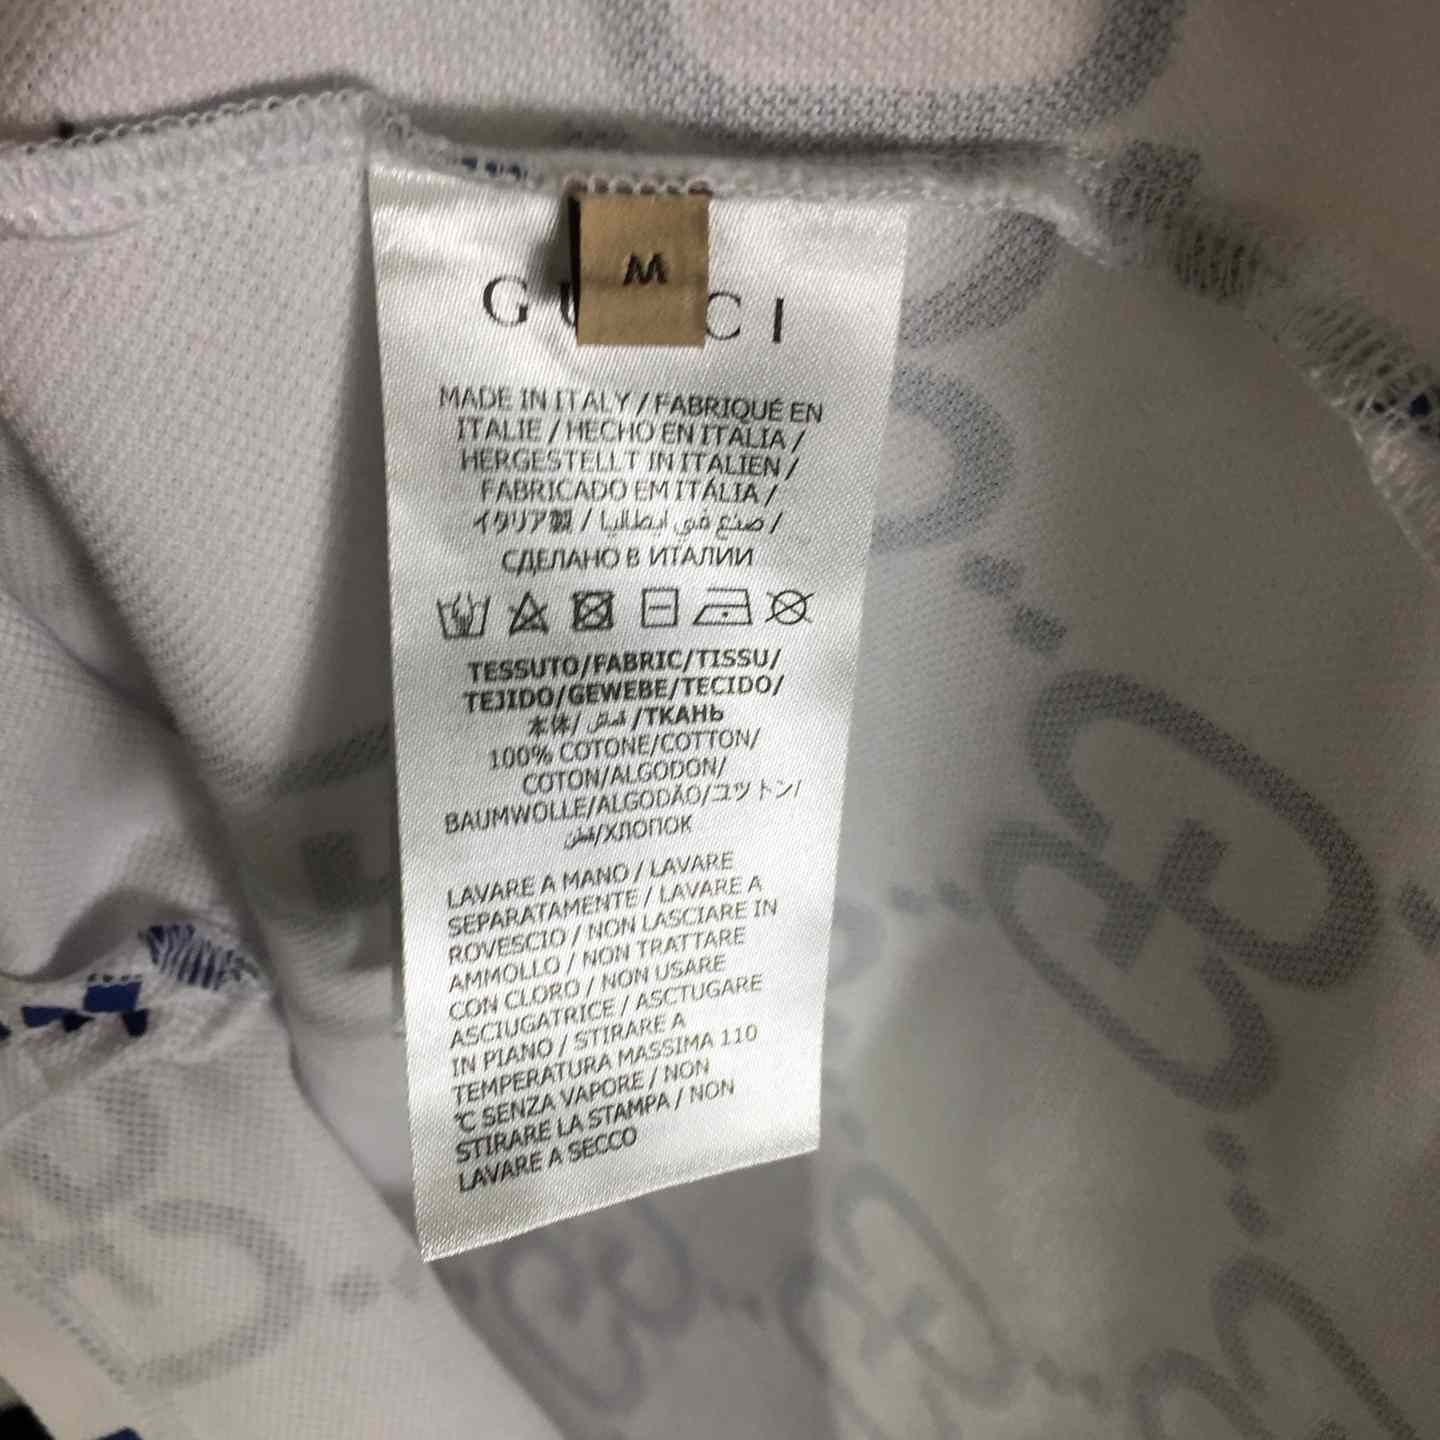 M
GUCCI
MADE IN ITALY / FABRIQUÉ EN
ITALIE / HECHO EN ITALIA /
HERGESTELLT IN ITALIEN /
FABRICADO EM ITÁLIA /
イタリア製 / صنع في ايطاليا /
СДЕЛАНО В ИТАЛИИ
TESSUTO/FABRIC/TISSU/
TEJIDO/GEWEBE/TECIDO/
本体/ قماش /ТКАНЬ
100% COTONE/COTTON/
COTON/ALGODON/
BAUMWOLLE/ALGODÃO/コットン/
قطن/ХЛОПОК
LAVARE A MANO / LAVARE
SEPARATAMENTE / LAVARE A
ROVESCIO / NON LASCIARE IN
AMMOLLO / NON TRATTARE
CON CLORO / NON USARE
ASCIUGATRICE / ASCTUGARE
IN PIANO / STIRARE A
TEMPERATURA MASSIMA 110
℃ SENZA VAPORE / NON
STIRARE LA STAMPA / NON
LAVARE A SECCO